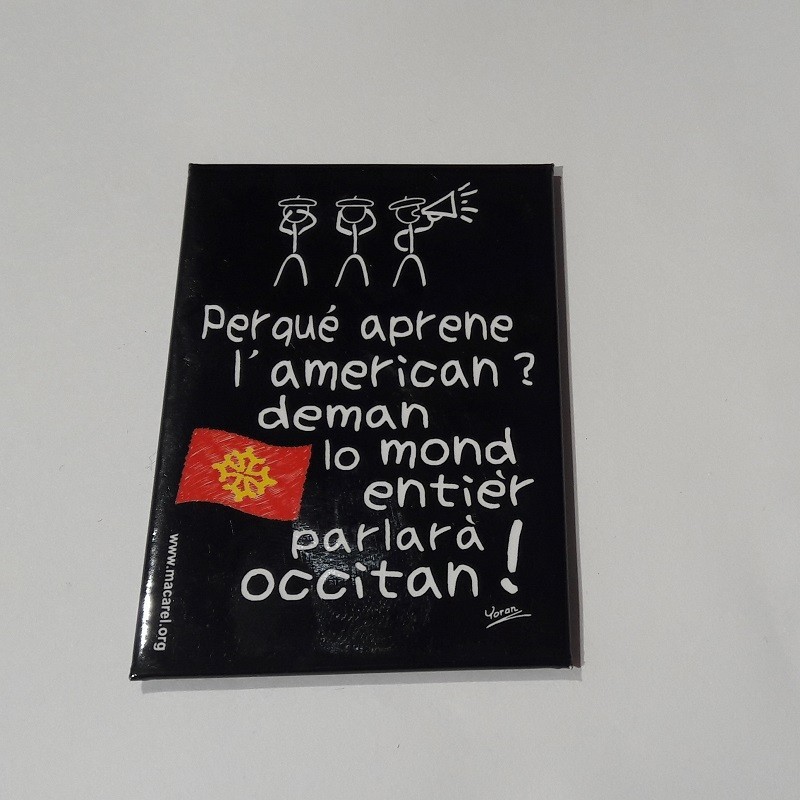 Perqué aprene
l'american ?
deman
lo mond
entièr
parlarà
occitan !
Yoran
www.macarel.org